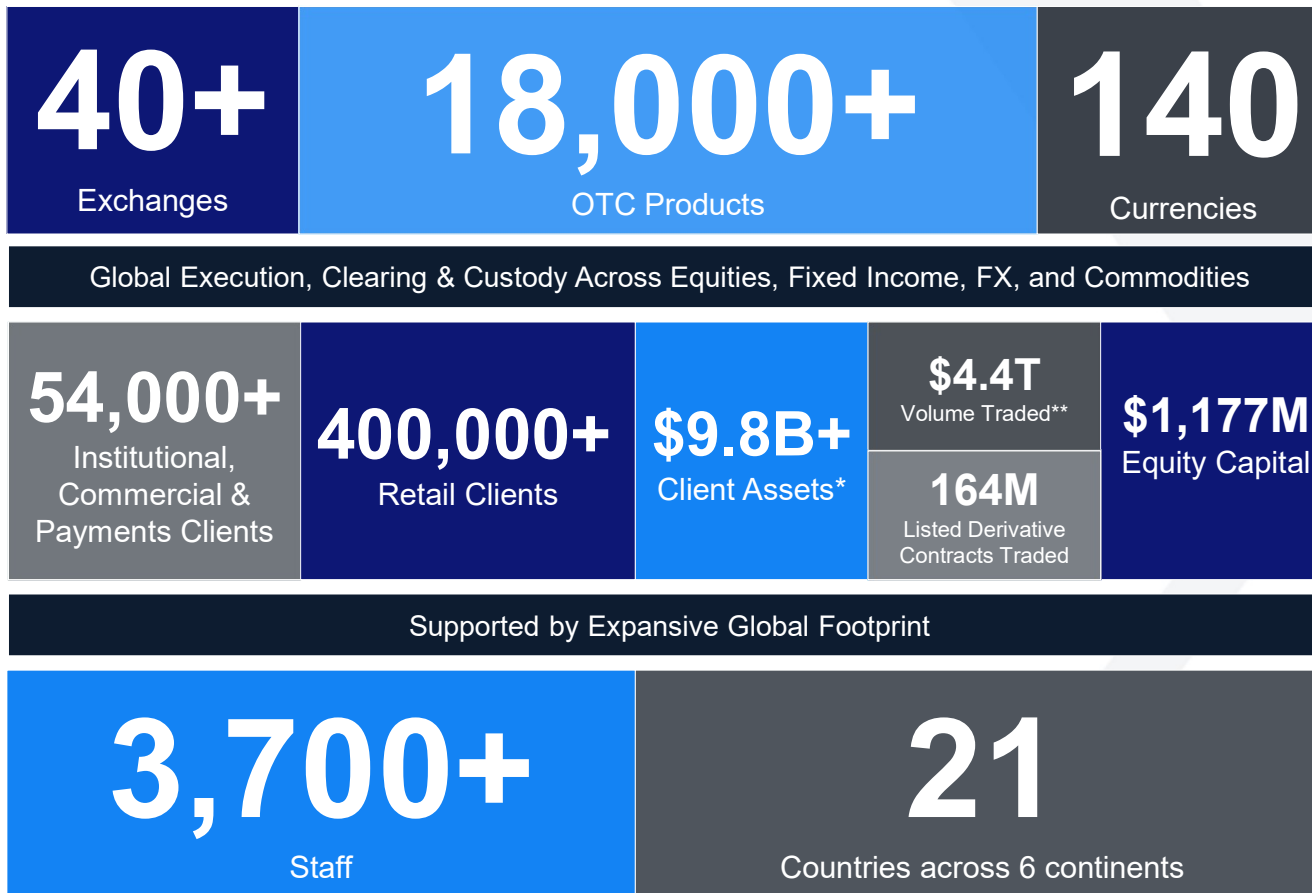 40+
Exchanges
18,000+
OTC Products
140
Currencies
Global Execution, Clearing & Custody Across Equities, Fixed Income, FX, and Commodities
54,000+
Institutional,
Commercial &
Payments Clients
400,000+
Retail Clients
$9.8B+
Client Assets*
$4.4T
Volume Traded**
164M
Listed Derivative
Contracts Traded
$1,177M
Equity Capital
Supported by Expansive Global Footprint
3,700+
Staff
21
Countries across 6 continents